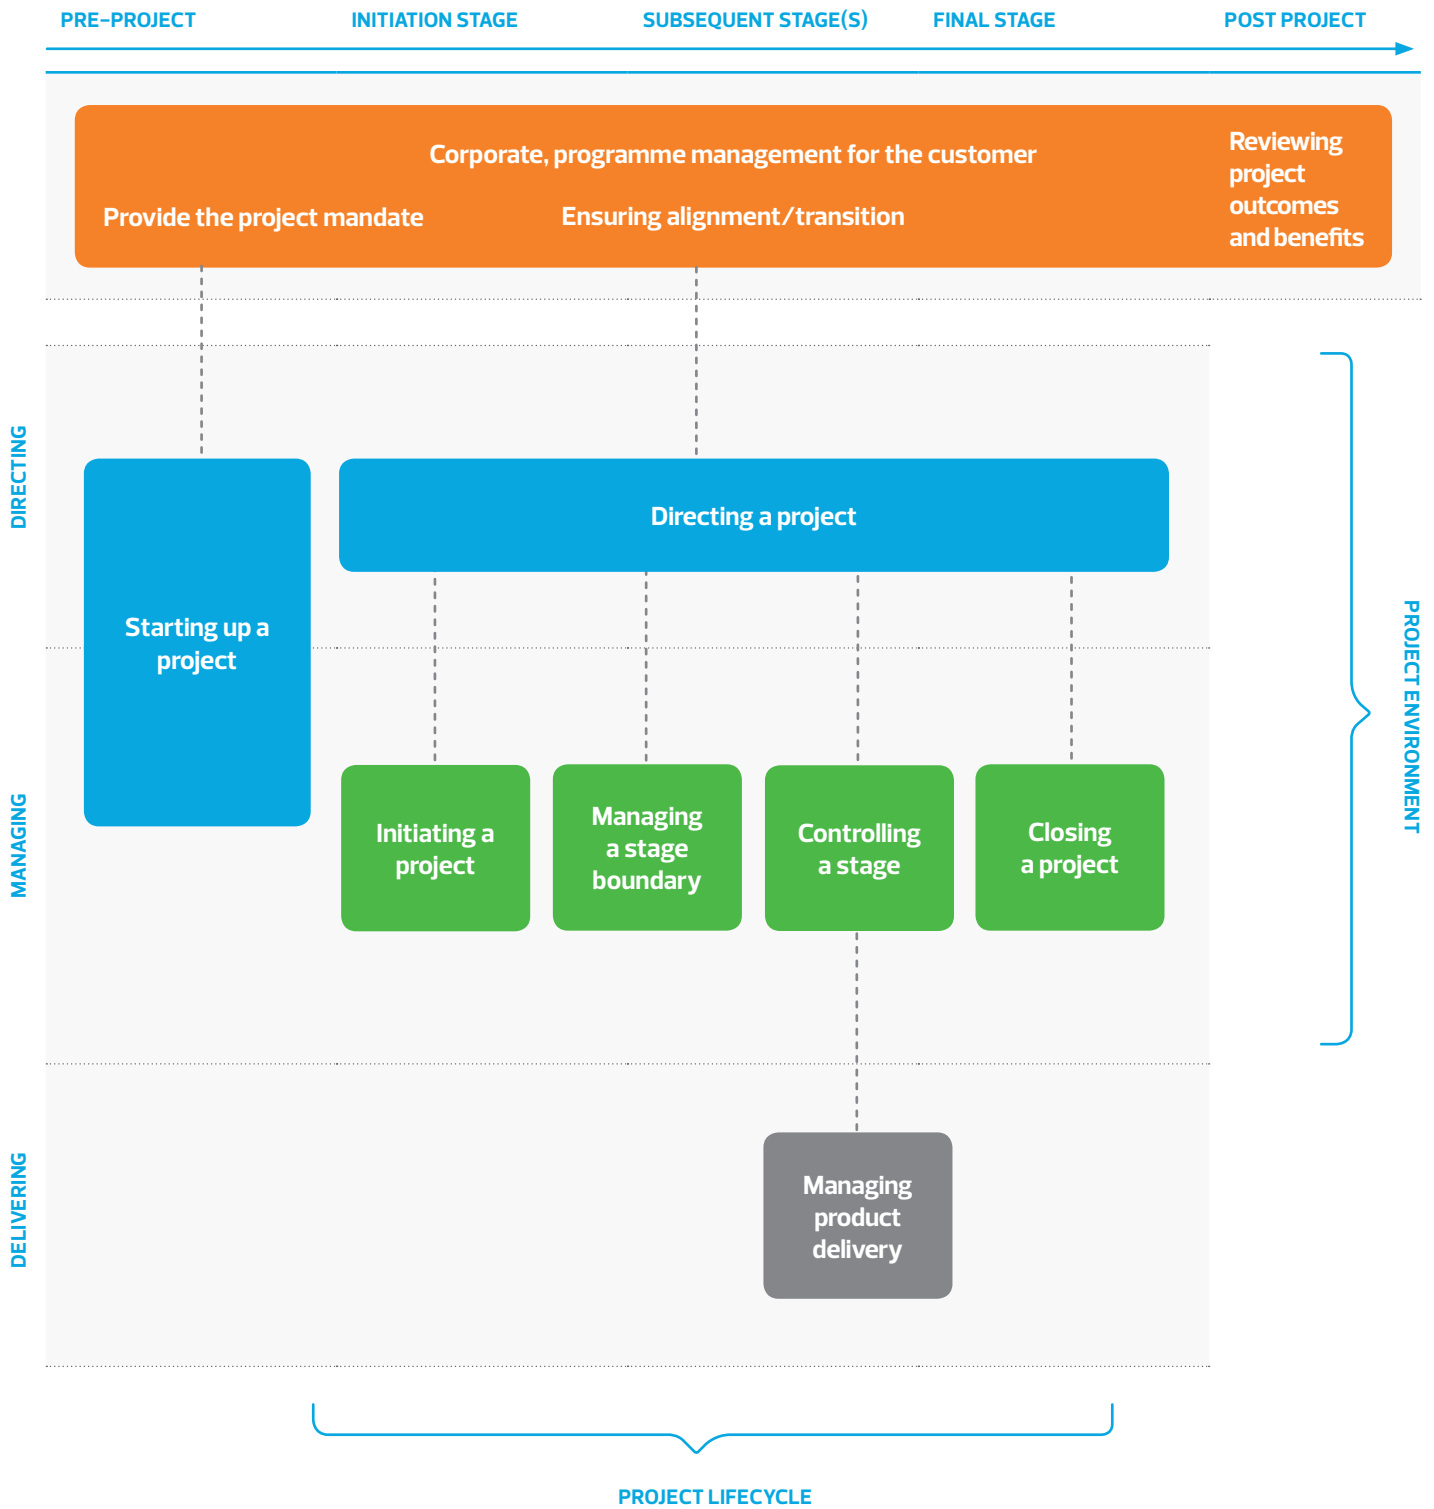 PRE-PROJECT
INITIATION STAGE
SUBSEQUENT STAGE(S)
FINAL STAGE
POST PROJECT
Corporate, programme management for the customer
Provide the project mandate
Ensuring alignment/transition
Reviewing
project
outcomes
and benefits
DIRECTING
Starting up a
project
Directing a project
MANAGING
Initiating a
project
Managing
a stage
boundary
Controlling
a stage
Closing
a project
PROJECT ENVIRONMENT
DELIVERING
Managing
product
delivery
PROJECT LIFECYCLE